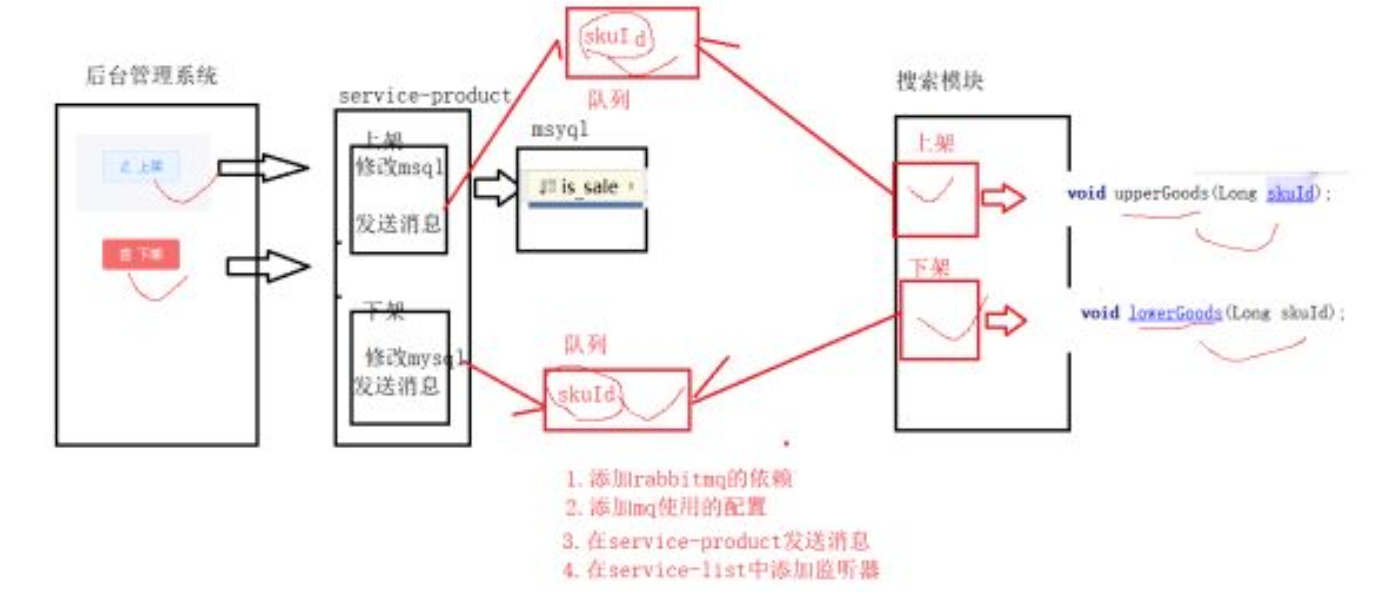 后台管理系统
上架
下架
service-product
上架
修改msql
发送消息
下架
修改mysql
发送消息
skuId
队列
msyql
is_sale
队列
skuId
搜索模块
上架
void upperGoods(Long skuId);
下架
void lowerGoods(Long skuId);
1.添加rabbitmq的依赖
2.添加mq使用的配置
3.在service-product发送消息
4.在service-list中添加监听器